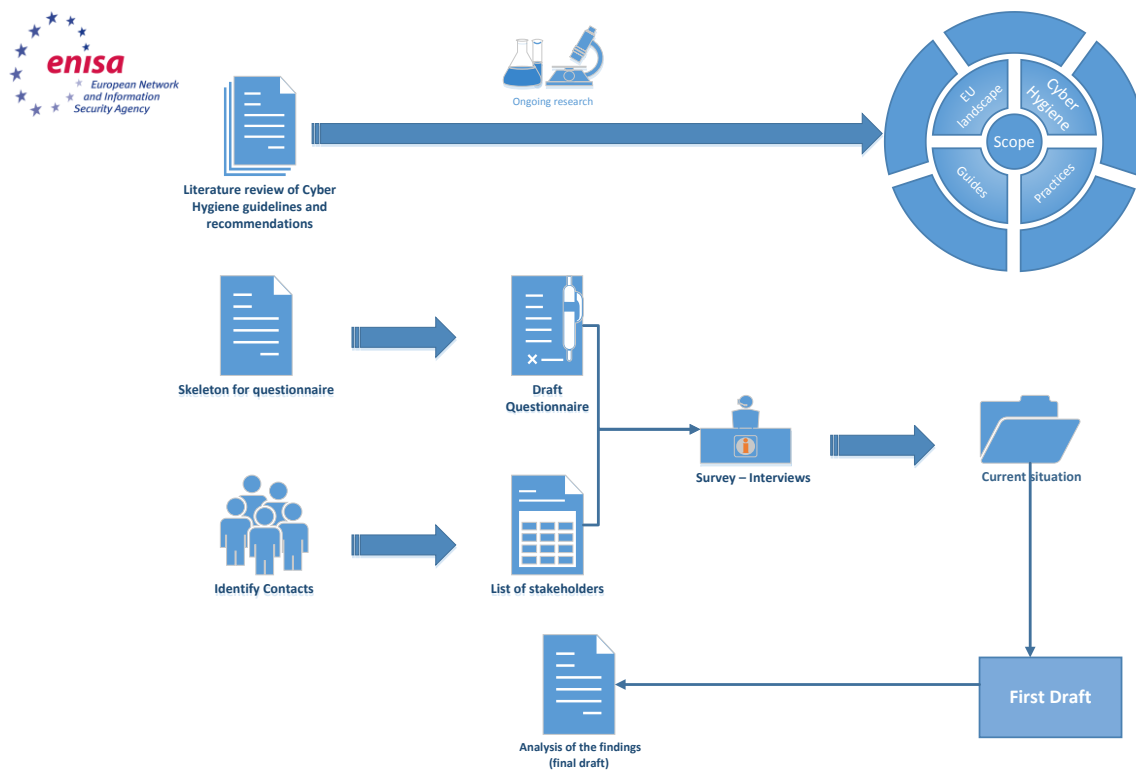 enisa
European Network
and Information
Security Agency
Ongoing research
Literature review of Cyber
Hygiene guidelines and
recommendations
EU
landscape
Cyber
Hygiene
Scope
Guides
Practices
Skeleton for questionnaire
Draft
Questionnaire
Survey – Interviews
Current situation
Identify Contacts
List of stakeholders
First Draft
Analysis of the findings
(final draft)